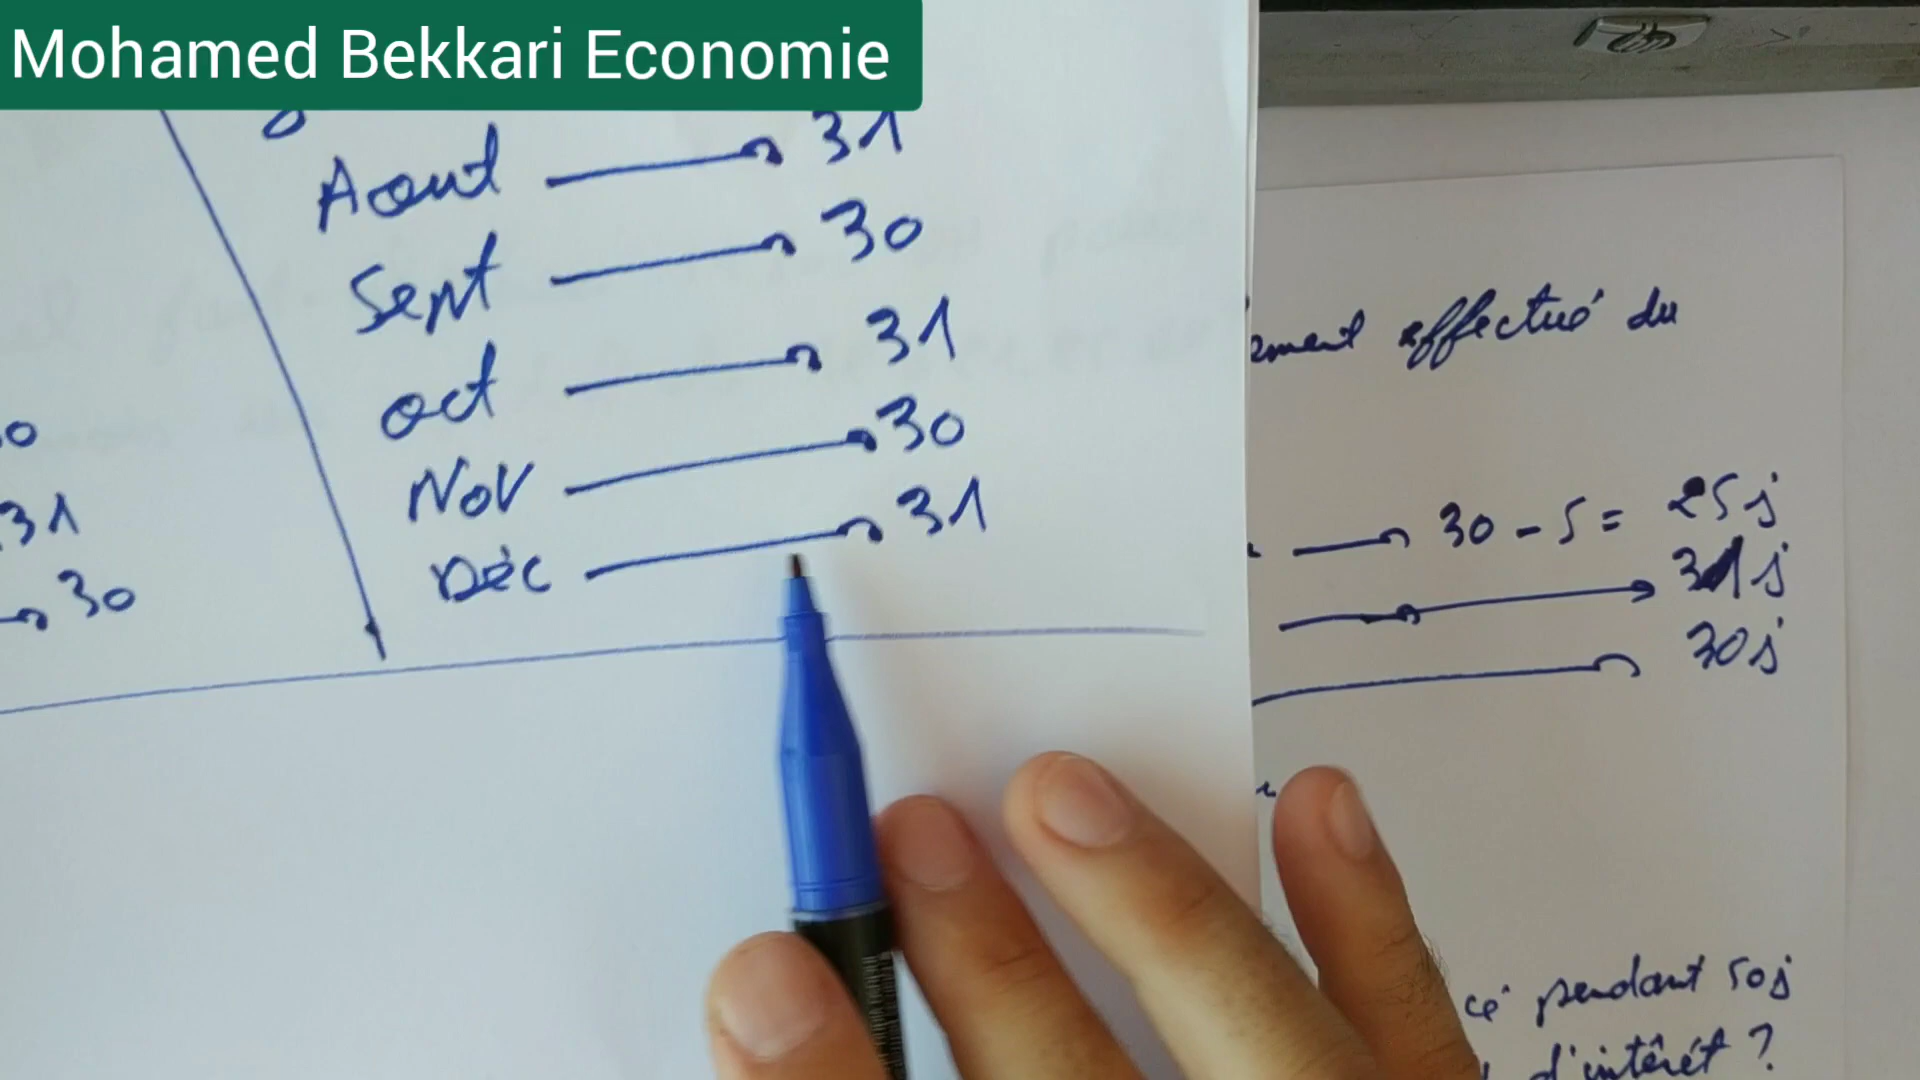 Mohamed Bekkari Economie
Aout 31
Sept 30
oct 31
Nov 30
Déc 31
31
30
effectué du
30 - 5 = 25j
31j
30j
cé pendant 50j
d'intérêt ?